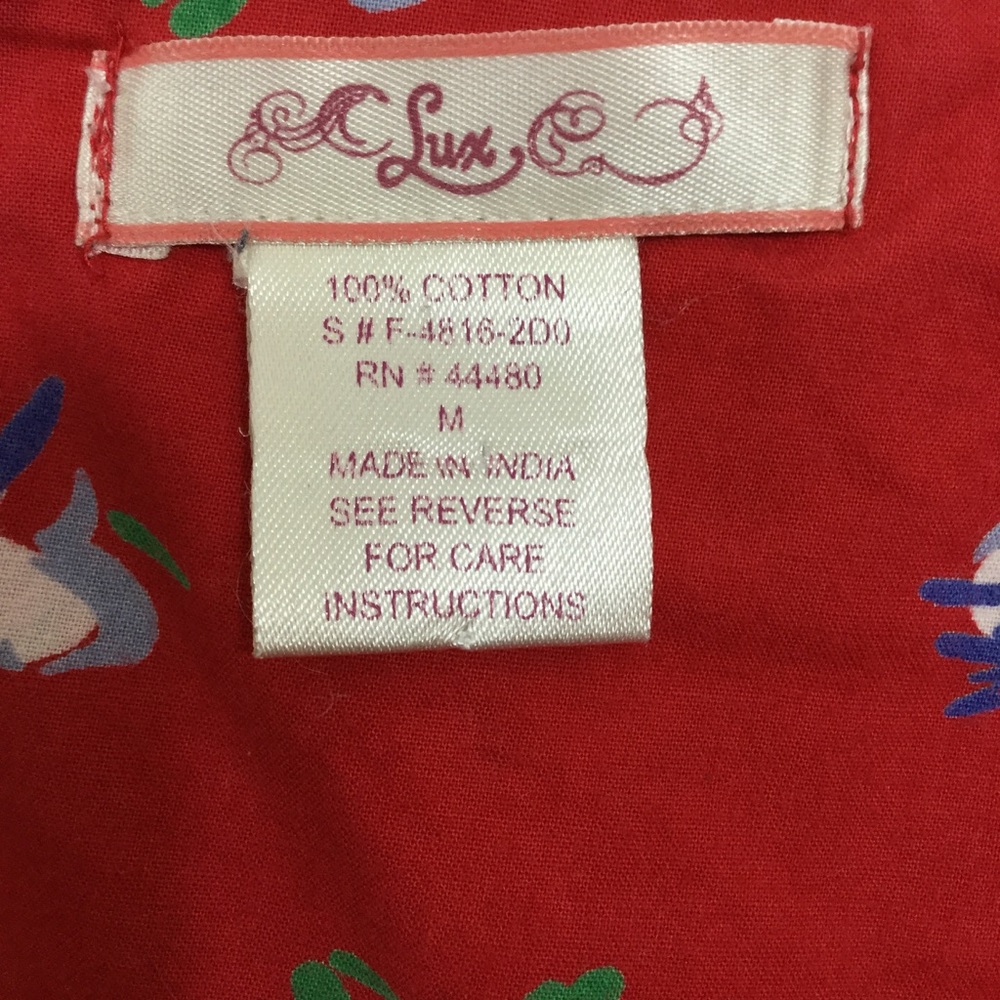 Lux
100% COTTON
S # F-4816-2D0
RN # 44480
M
MADE IN INDIA
SEE REVERSE
FOR CARE
INSTRUCTIONS